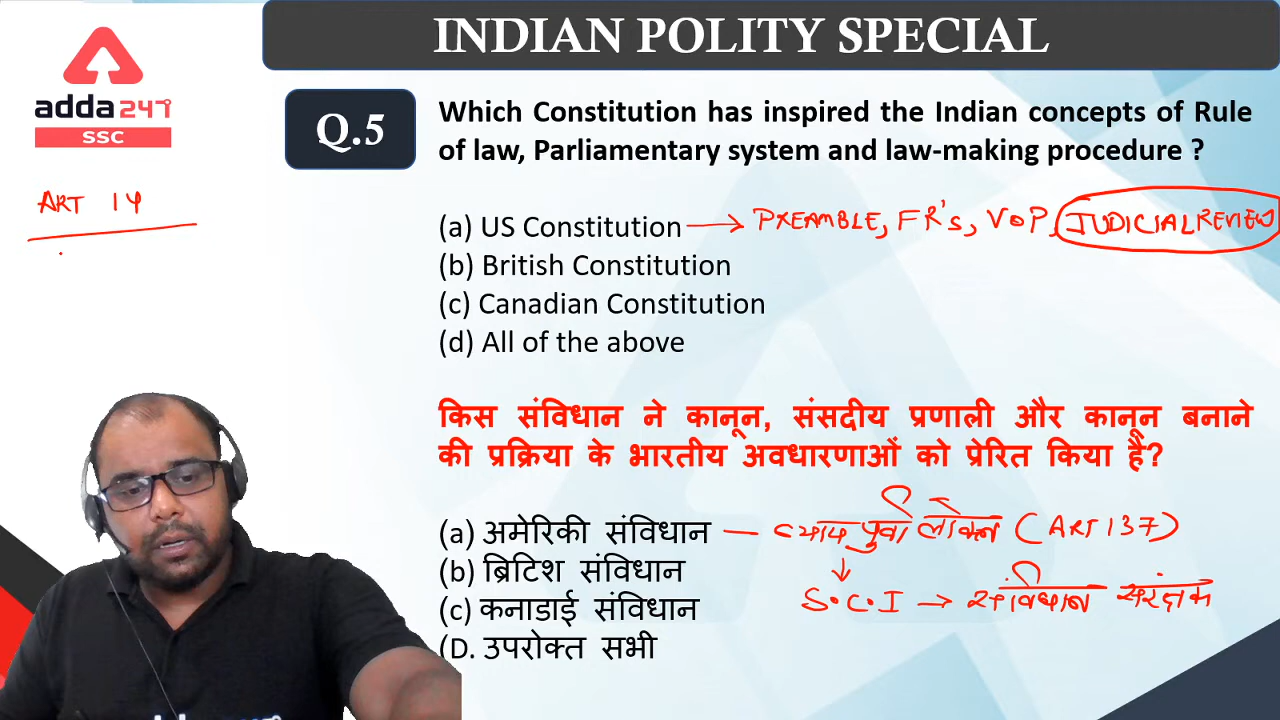 INDIAN POLITY SPECIAL
adda247
SSC
Q.5
Which Constitution has inspired the Indian concepts of Rule
of law, Parliamentary system and law-making procedure ?
ART 14
(a) US Constitution → PREAMBLE, FR's, VOP, JUDICIAL REVIEW
(b) British Constitution
(c) Canadian Constitution
(d) All of the above
किस संविधान ने कानून, संसदीय प्रणाली और कानून बनाने
की प्रक्रिया के भारतीय अवधारणाओं को प्रेरित किया है?
(a) अमेरिकी संविधान — (ART 137)
(b) ब्रिटिश संविधान
S.C.I → संविधान संरक्षक
(c) कनाडाई संविधान
(D. उपरोक्त सभी